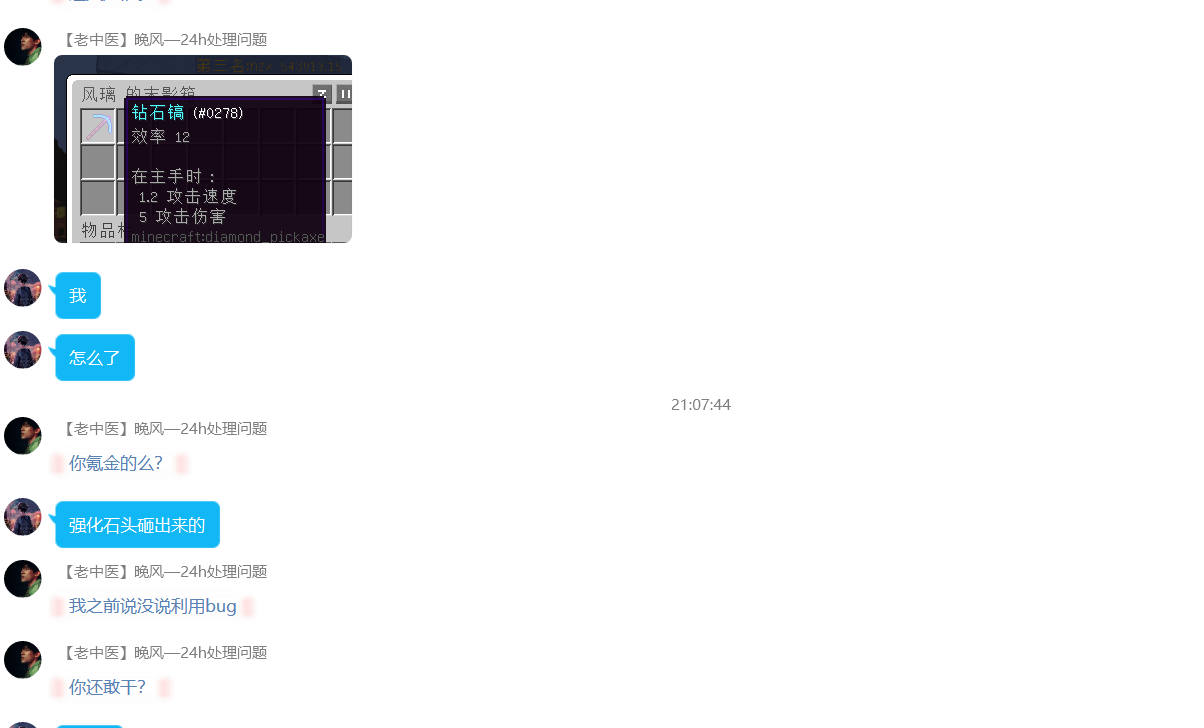 【老中医】晚风—24h处理问题
第三名:
风璃 的末影箱
钻石镐 (#0278)
效率 12
在主手时：
1.2 攻击速度
5 攻击伤害
物品栏
minecraft:diamond_pickaxe
我
怎么了
21:07:44
【老中医】晚风—24h处理问题
你氪金的么?
强化石头砸出来的
【老中医】晚风—24h处理问题
我之前说没说利用bug
【老中医】晚风—24h处理问题
你还敢干?